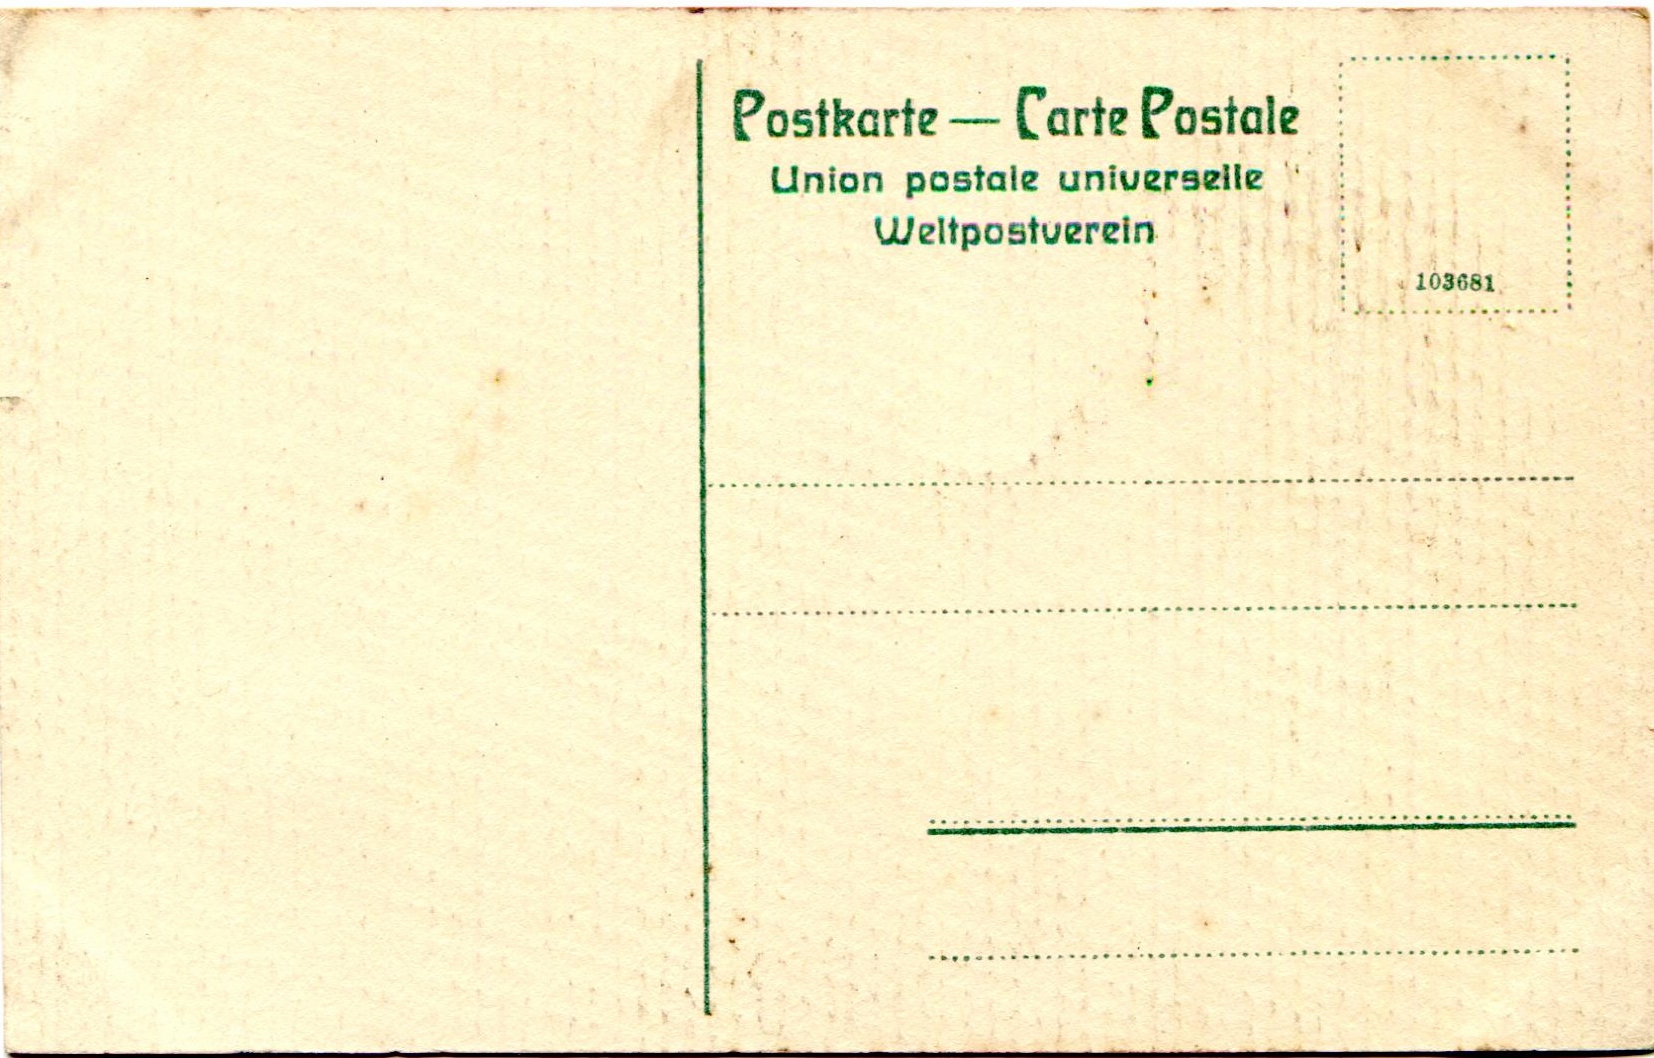 Postkarte — Carte Postale
Union postale universelle
Weltpostverein
103681